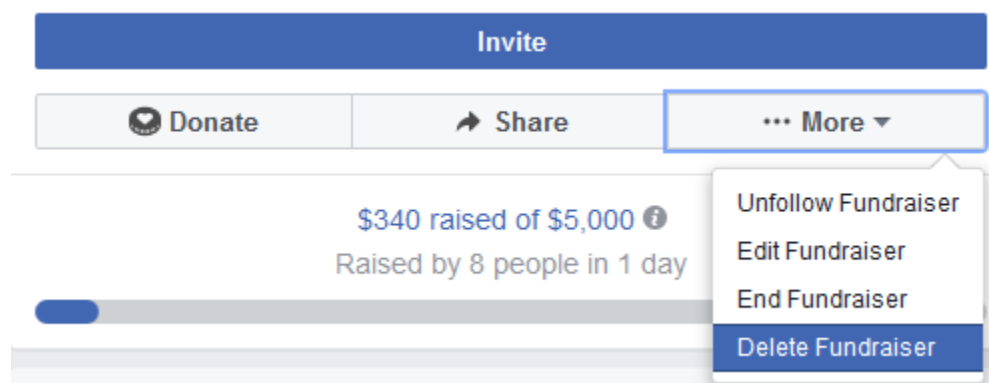 Invite
Donate
Share
... More
$340 raised of $5,000
Raised by 8 people in 1 day
Unfollow Fundraiser
Edit Fundraiser
End Fundraiser
Delete Fundraiser